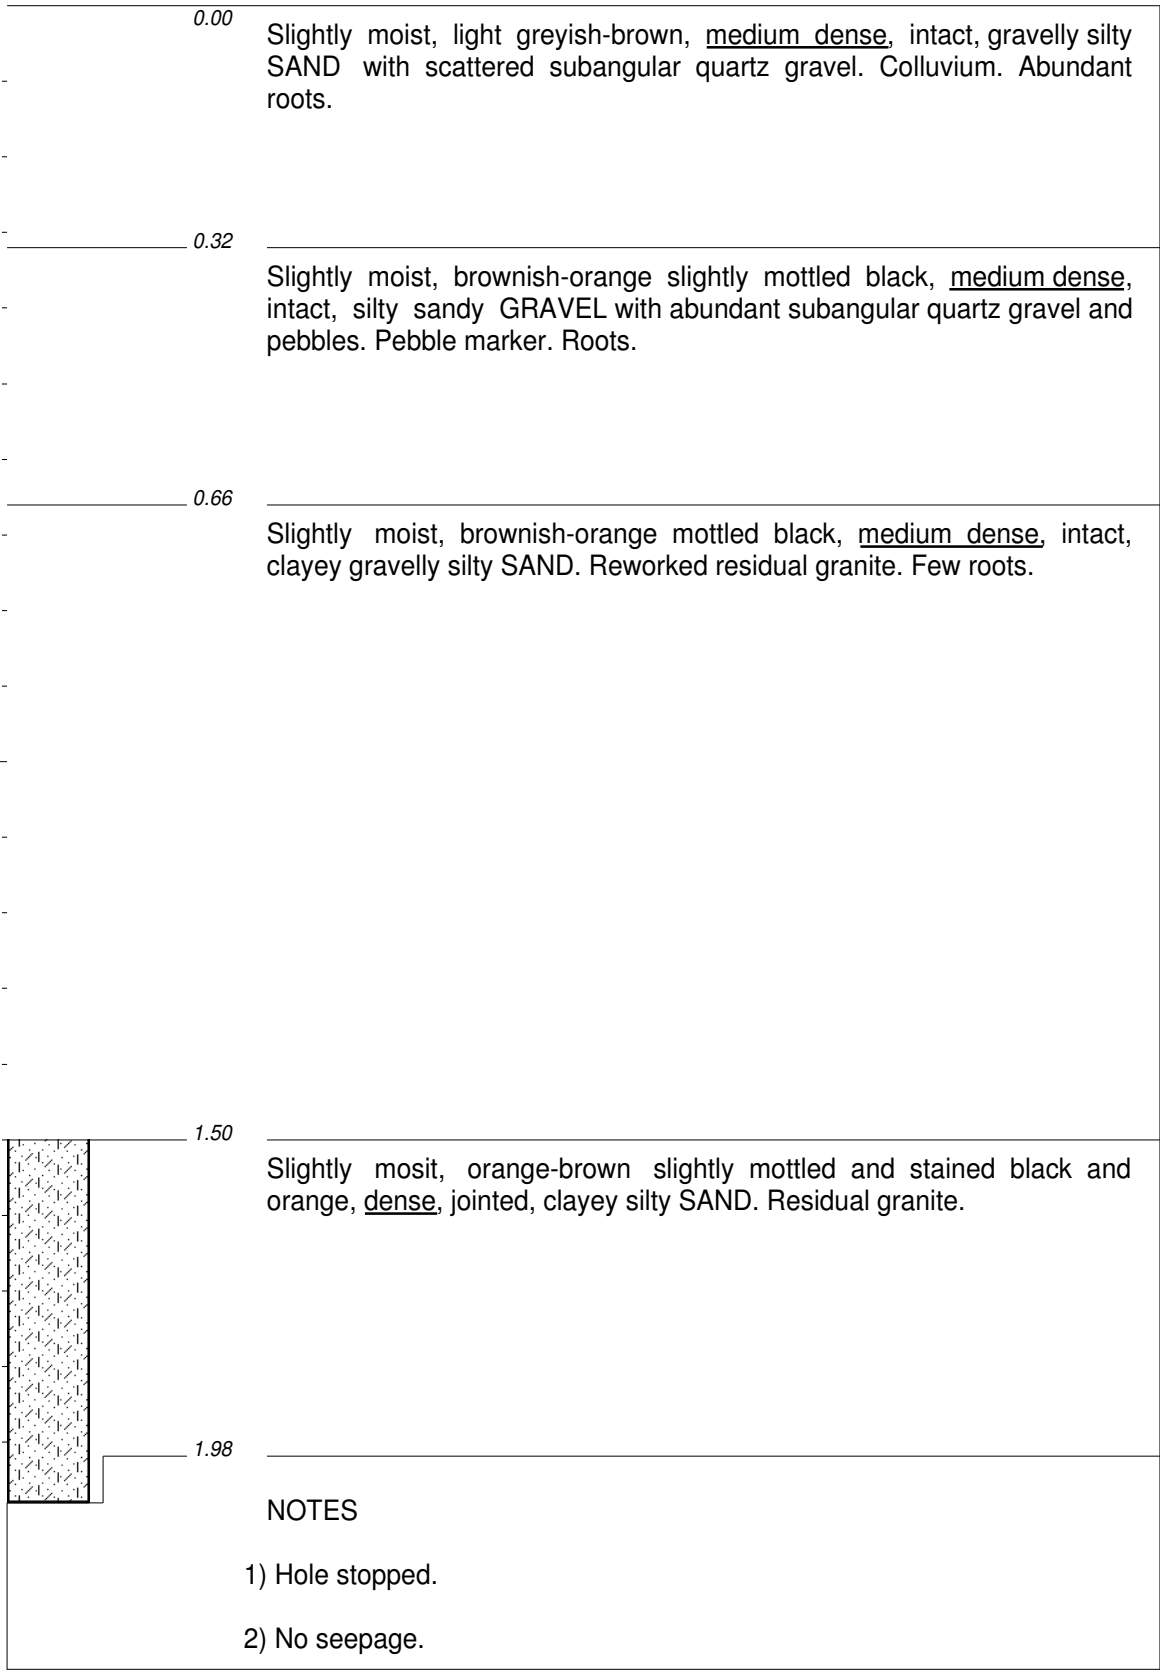 0.00
Slightly moist, light greyish-brown, medium dense, intact, gravelly silty
SAND with scattered subangular quartz gravel. Colluvium. Abundant
roots.
0.32
Slightly moist, brownish-orange slightly mottled black, medium dense,
intact, silty sandy GRAVEL with abundant subangular quartz gravel and
pebbles. Pebble marker. Roots.
0.66
Slightly moist, brownish-orange mottled black, medium dense, intact,
clayey gravelly silty SAND. Reworked residual granite. Few roots.
1.50
Slightly mosit, orange-brown slightly mottled and stained black and
orange, dense, jointed, clayey silty SAND. Residual granite.
1.98
NOTES
1) Hole stopped.
2) No seepage.